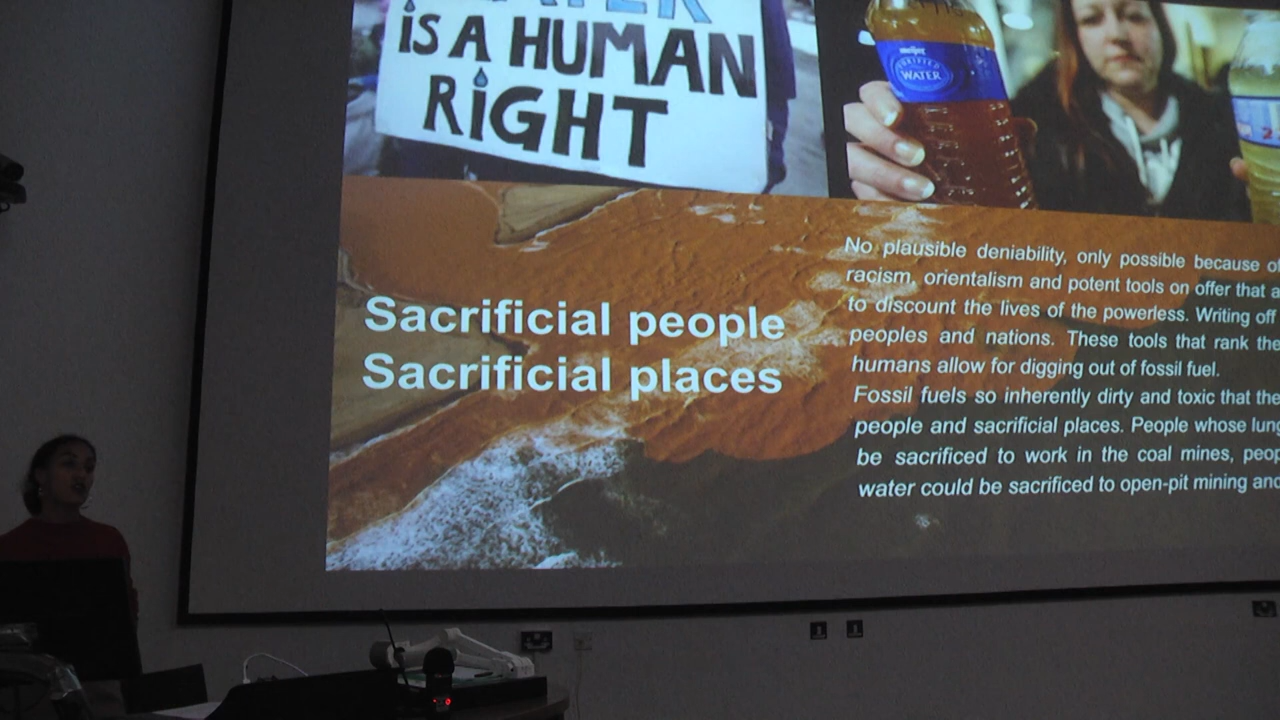 IS A HUMAN
RIGHT
meijer
PURIFIED
WATER
Sacrificial people
Sacrificial places
No plausible deniability, only possible because of
racism, orientalism and potent tools on offer that a
to discount the lives of the powerless. Writing off
peoples and nations. These tools that rank the
humans allow for digging out of fossil fuel.
Fossil fuels so inherently dirty and toxic that the
people and sacrificial places. People whose lung
be sacrificed to work in the coal mines, peop
water could be sacrificed to open-pit mining and